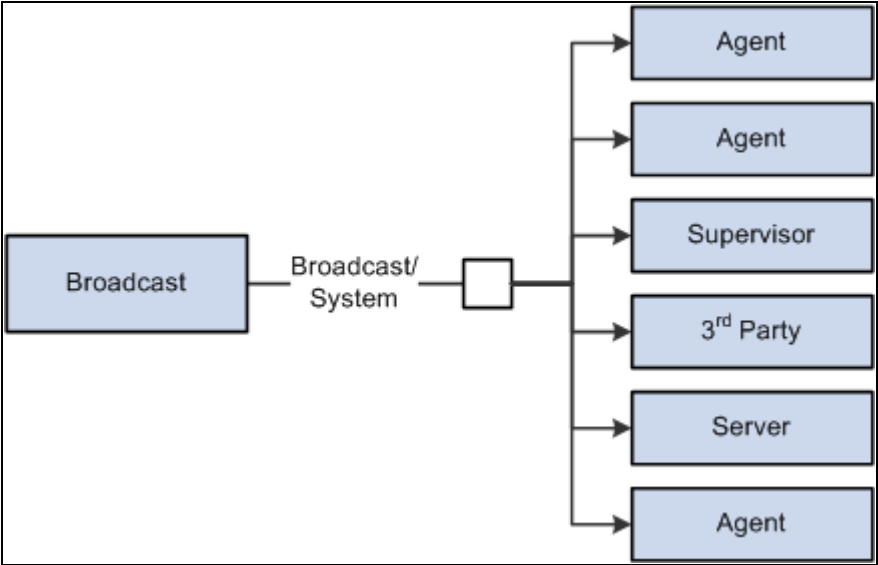 Agent
Agent
Supervisor
Broadcast
Broadcast/
System
3rd Party
Server
Agent